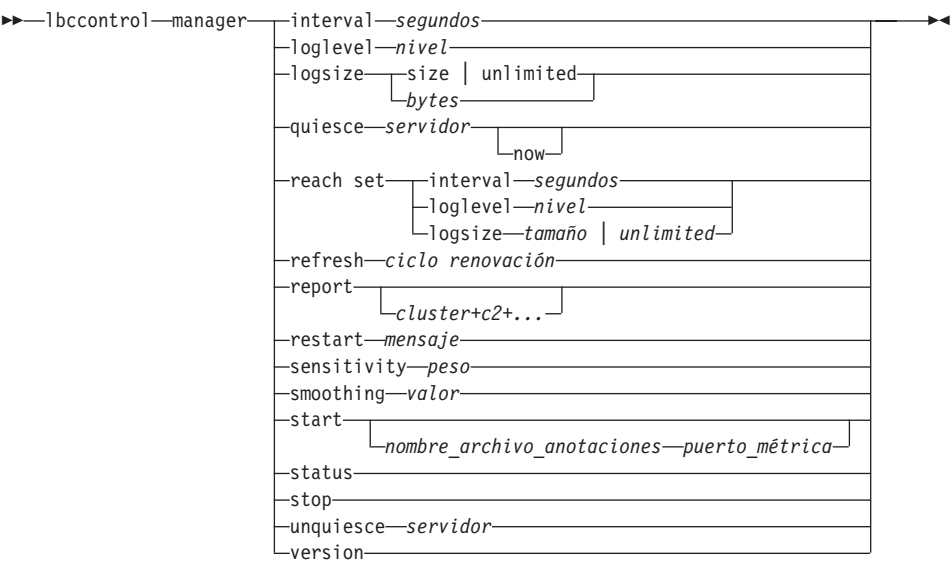 lbccontrol manager interval segundos
loglevel nivel
logsize size | unlimited
bytes
quiesce servidor
now
reach set interval segundos
loglevel nivel
logsize tamaño | unlimited
refresh ciclo renovación
report
cluster+c2+...
restart mensaje
sensitivity peso
smoothing valor
start
nombre_archivo_anotaciones puerto_métrica
status
stop
unquiesce servidor
version